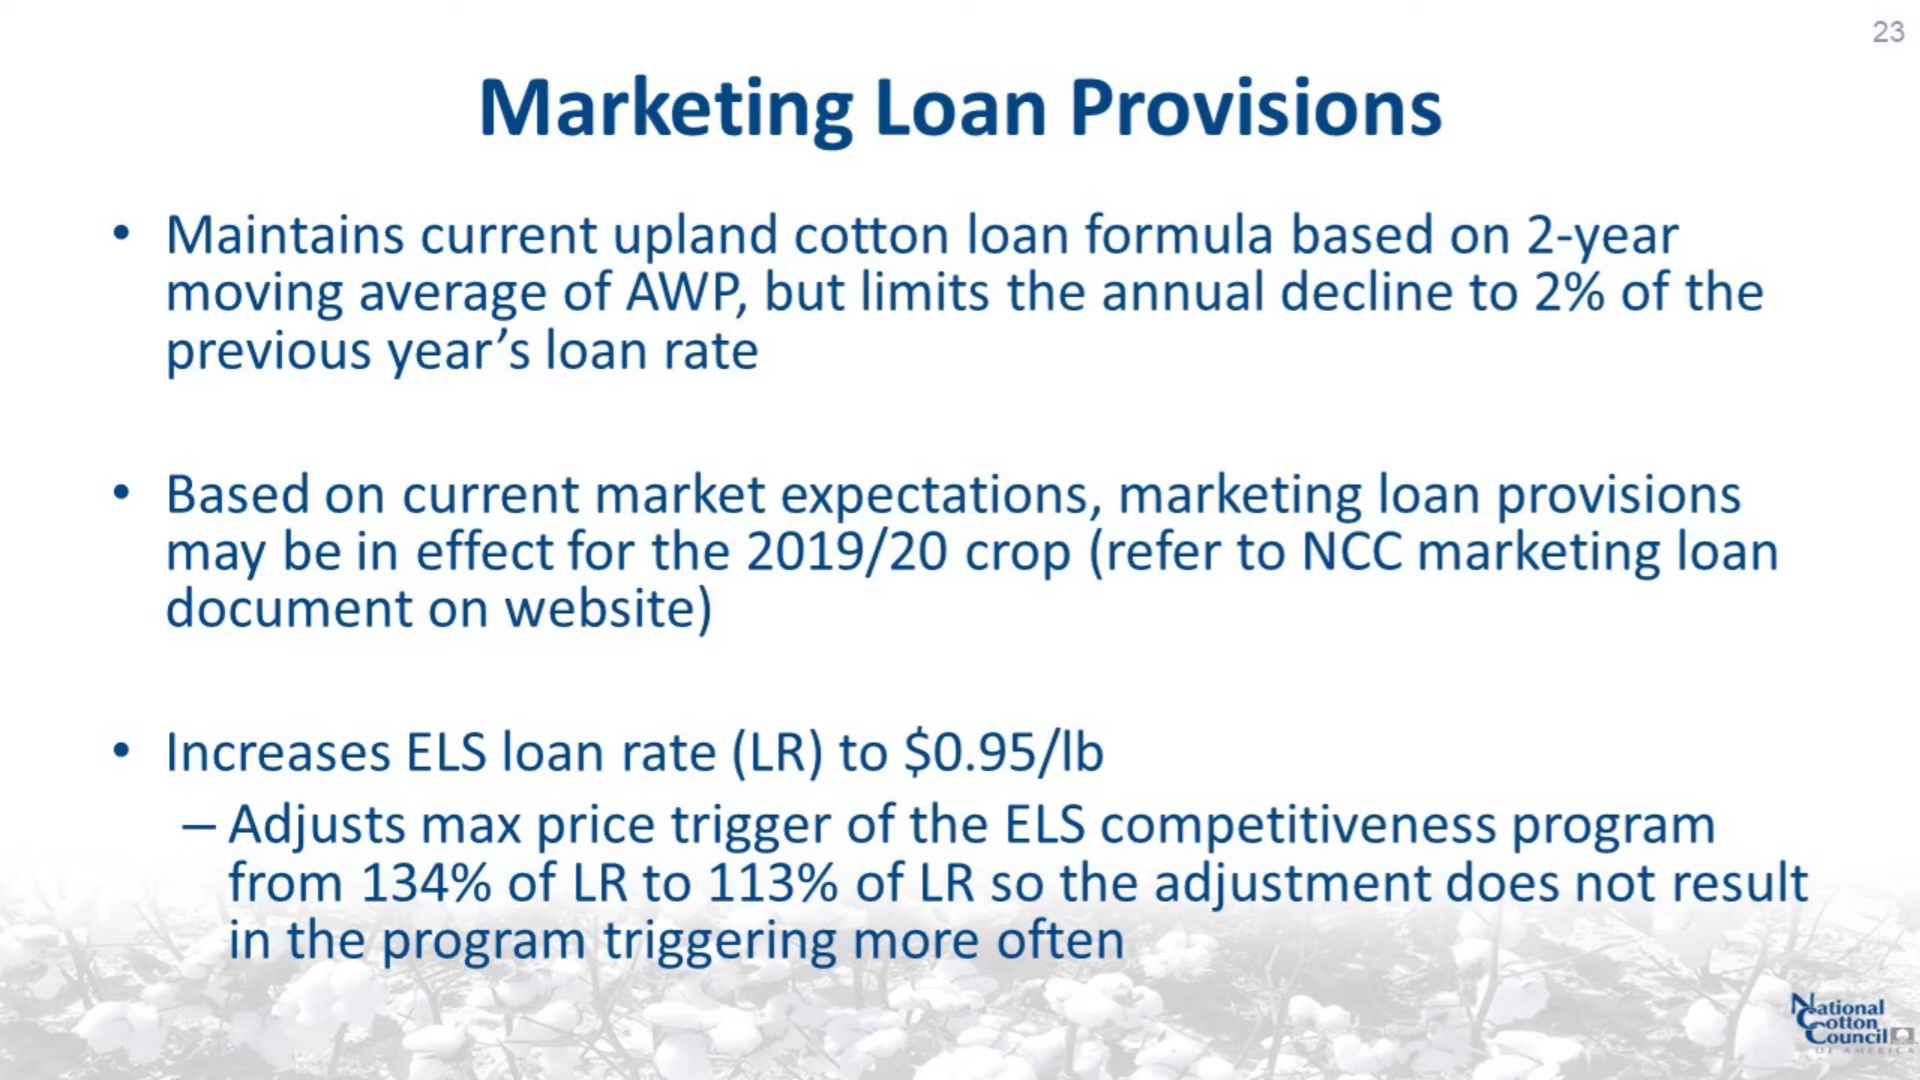 23
Marketing Loan Provisions
• Maintains current upland cotton loan formula based on 2-year
moving average of AWP, but limits the annual decline to 2% of the
previous year’s loan rate
• Based on current market expectations, marketing loan provisions
may be in effect for the 2019/20 crop (refer to NCC marketing loan
document on website)
• Increases ELS loan rate (LR) to $0.95/lb
– Adjusts max price trigger of the ELS competitiveness program
from 134% of LR to 113% of LR so the adjustment does not result
in the program triggering more often
National
Cotton
Council
OF AMERICA